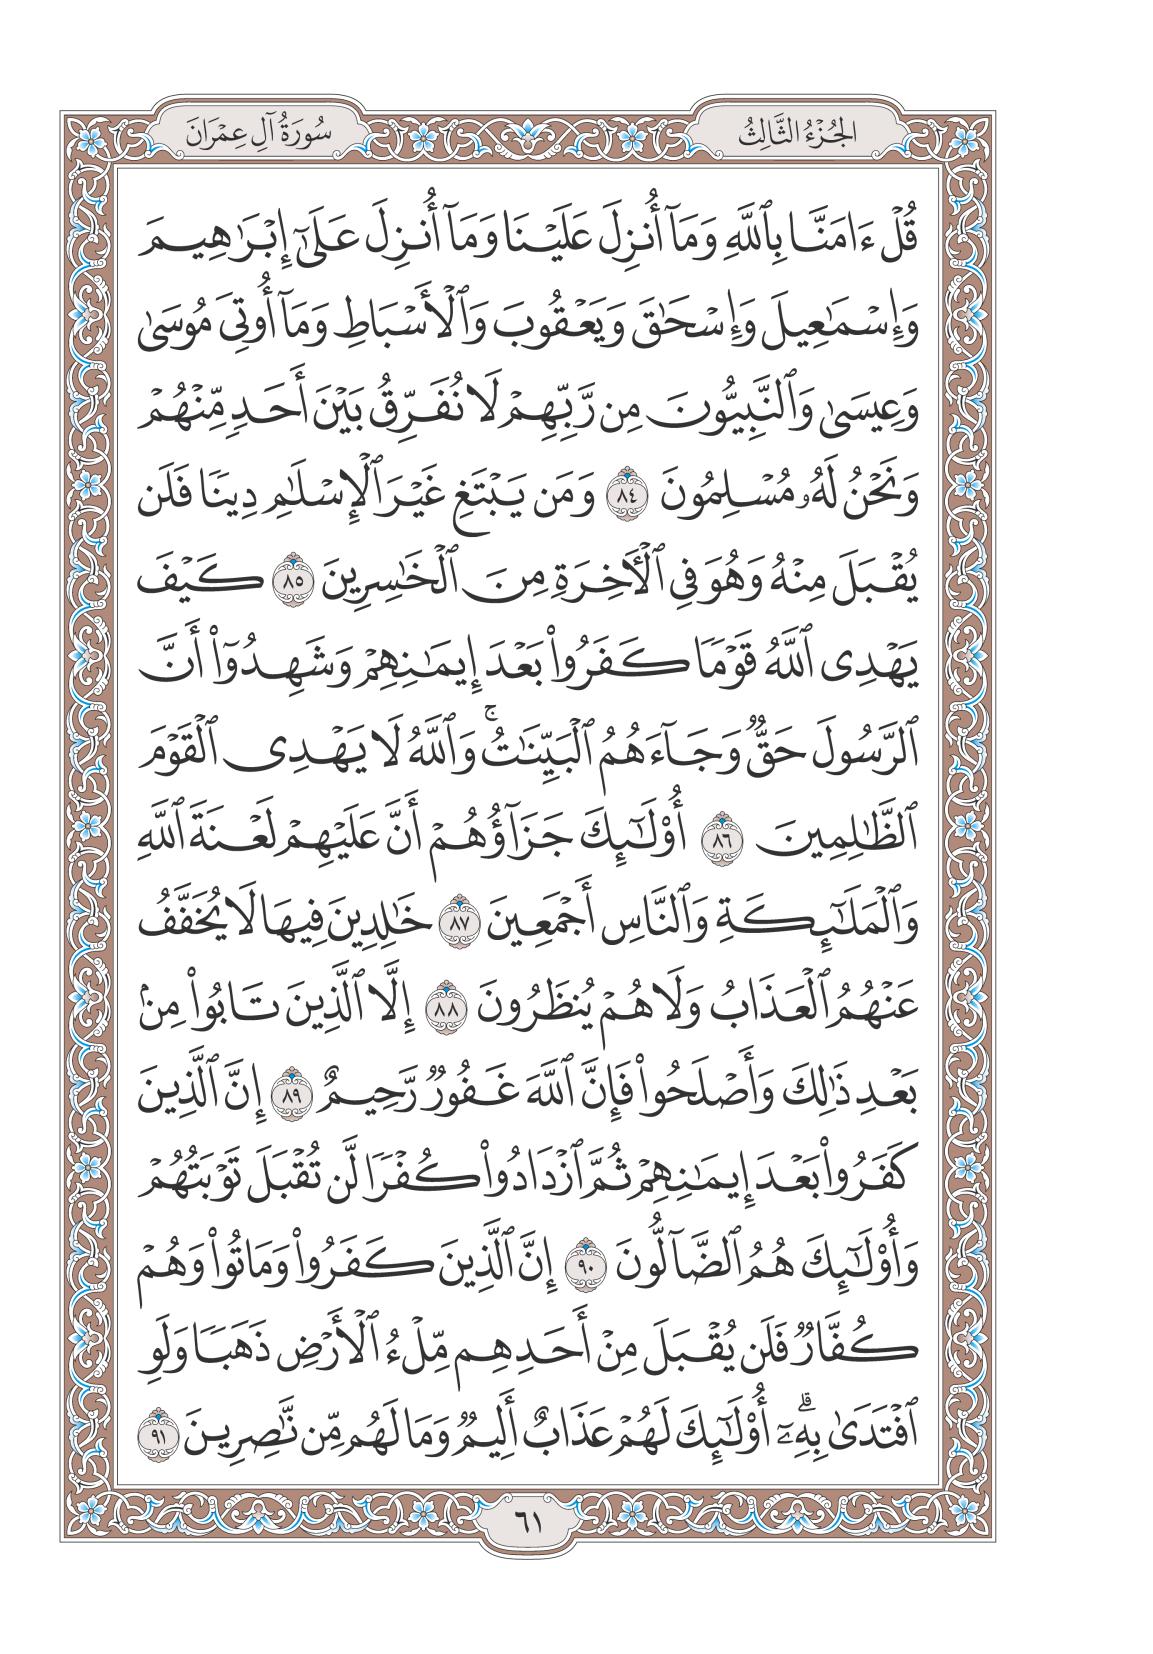 الجُزْءُ الثَّالِثُ
سُورَةُ آلِ عِمْرَانَ
قُلْ ءَامَنَّا بِٱللَّهِ وَمَآ أُنزِلَ عَلَيْنَا وَمَآ أُنزِلَ عَلَىٰٓ إِبْرَٰهِيمَ
وَإِسْمَٰعِيلَ وَإِسْحَٰقَ وَيَعْقُوبَ وَٱلْأَسْبَاطِ وَمَآ أُوتِىَ مُوسَىٰ
وَعِيسَىٰ وَٱلنَّبِيُّونَ مِن رَّبِّهِمْ لَا نُفَرِّقُ بَيْنَ أَحَدٍ مِّنْهُمْ
وَنَحْنُ لَهُۥ مُسْلِمُونَ ٨٤ وَمَن يَبْتَغِ غَيْرَ ٱلْإِسْلَٰمِ دِينًا فَلَن
يُقْبَلَ مِنْهُ وَهُوَ فِى ٱلْأَخِرَةِ مِنَ ٱلْخَٰسِرِينَ ٨٥ كَيْفَ
يَهْدِى ٱللَّهُ قَوْمًا كَفَرُوا۟ بَعْدَ إِيمَٰنِهِمْ وَشَهِدُوٓا۟ أَنَّ
ٱلرَّسُولَ حَقٌّ وَجَآءَهُمُ ٱلْبَيِّنَٰتُ ۚ وَٱللَّهُ لَا يَهْدِى ٱلْقَوْمَ
ٱلظَّٰلِمِينَ ٨٦ أُو۟لَٰٓئِكَ جَزَآؤُهُمْ أَنَّ عَلَيْهِمْ لَعْنَةَ ٱللَّهِ
وَٱلْمَلَٰٓئِكَةِ وَٱلنَّاسِ أَجْمَعِينَ ٨٧ خَٰلِدِينَ فِيهَا لَا يُخَفَّفُ
عَنْهُمُ ٱلْعَذَابُ وَلَا هُمْ يُنظَرُونَ ٨٨ إِلَّا ٱلَّذِينَ تَابُوا۟ مِنۢ
بَعْدِ ذَٰلِكَ وَأَصْلَحُوا۟ فَإِنَّ ٱللَّهَ غَفُورٌ رَّحِيمٌ ٨٩ إِنَّ ٱلَّذِينَ
كَفَرُوا۟ بَعْدَ إِيمَٰنِهِمْ ثُمَّ ٱزْدَادُوا۟ كُفْرًا لَّن تُقْبَلَ تَوْبَتُهُمْ
وَأُو۟لَٰٓئِكَ هُمُ ٱلضَّآلُّونَ ٩٠ إِنَّ ٱلَّذِينَ كَفَرُوا۟ وَمَاتُوا۟ وَهُمْ
كُفَّارٌ فَلَن يُقْبَلَ مِنْ أَحَدِهِم مِّلْءُ ٱلْأَرْضِ ذَهَبًا وَلَوِ
ٱفْتَدَىٰ بِهِۦٓ ۗ أُو۟لَٰٓئِكَ لَهُمْ عَذَابٌ أَلِيمٌ وَمَا لَهُم مِّن نَّٰصِرِينَ ٩١
٦١